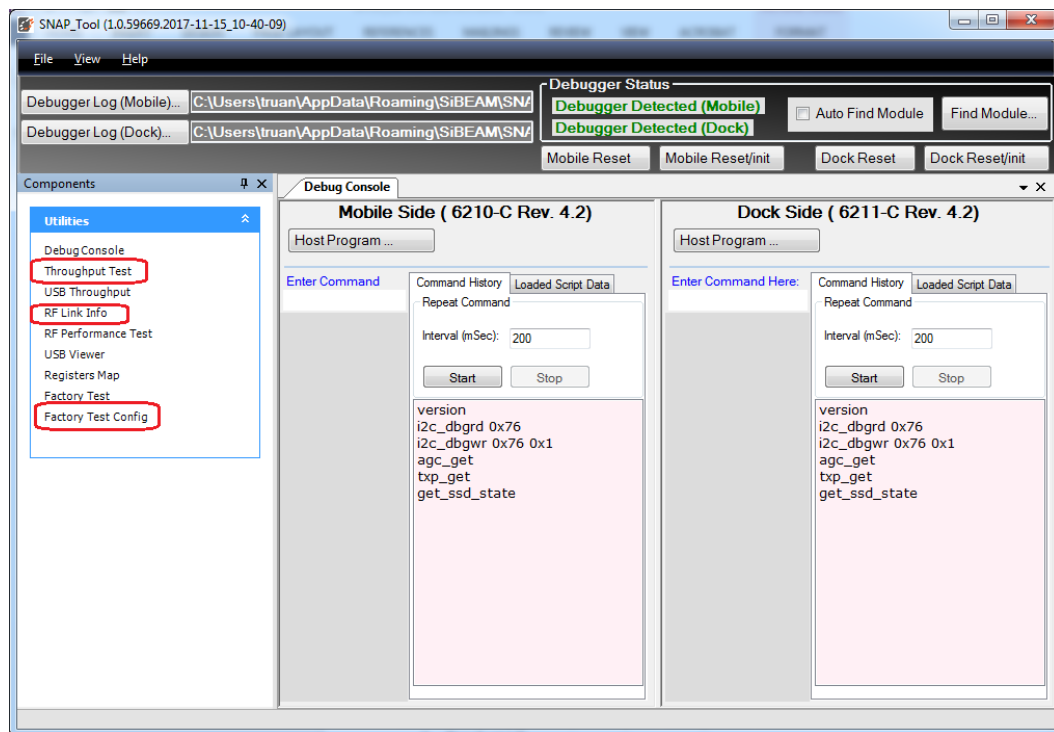 SNAP_Tool (1.0.59669.2017-11-15_10-40-09)
File View Help
Debugger Log (Mobile)... C:\Users\truan\AppData\Roaming\SiBEAM\SNA
Debugger Log (Dock)... C:\Users\truan\AppData\Roaming\SiBEAM\SNA
Debugger Status
Debugger Detected (Mobile)
Debugger Detected (Dock)
Auto Find Module
Find Module...
Mobile Reset Mobile Reset/init Dock Reset Dock Reset/init
Components
Utilities
Debug Console
Throughput Test
USB Throughput
RF Link Info
RF Performance Test
USB Viewer
Registers Map
Factory Test
Factory Test Config
Debug Console
Mobile Side ( 6210-C Rev. 4.2)
Host Program ...
Enter Command
Command History Loaded Script Data
Repeat Command
Interval (mSec): 200
Start Stop
version
i2c_dbgrd 0x76
i2c_dbgwr 0x76 0x1
agc_get
txp_get
get_ssd_state
Dock Side ( 6211-C Rev. 4.2)
Host Program ...
Enter Command Here:
Command History Loaded Script Data
Repeat Command
Interval (mSec): 200
Start Stop
version
i2c_dbgrd 0x76
i2c_dbgwr 0x76 0x1
agc_get
txp_get
get_ssd_state